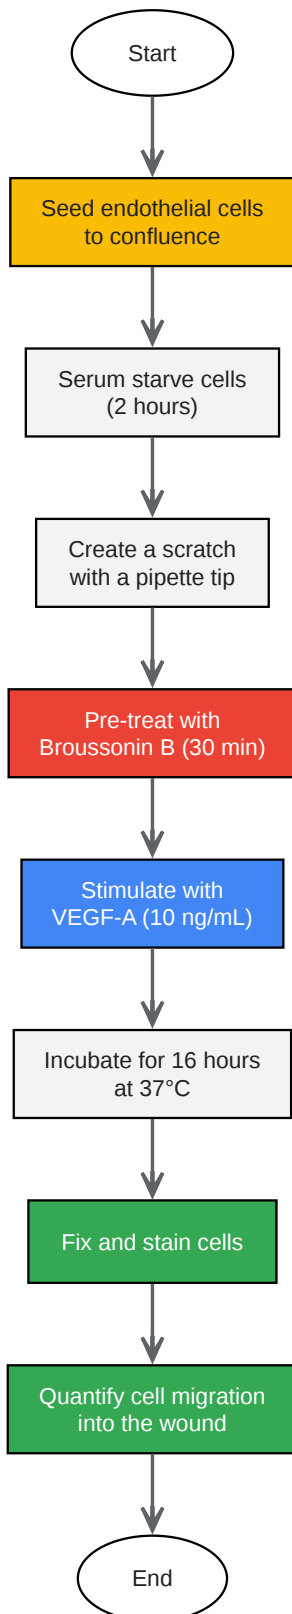 Start
Seed endothelial cells
to confluence
Serum starve cells
(2 hours)
Create a scratch
with a pipette tip
Pre-treat with
Broussonin B (30 min)
Stimulate with
VEGF-A (10 ng/mL)
Incubate for 16 hours
at 37°C
Fix and stain cells
Quantify cell migration
into the wound
End